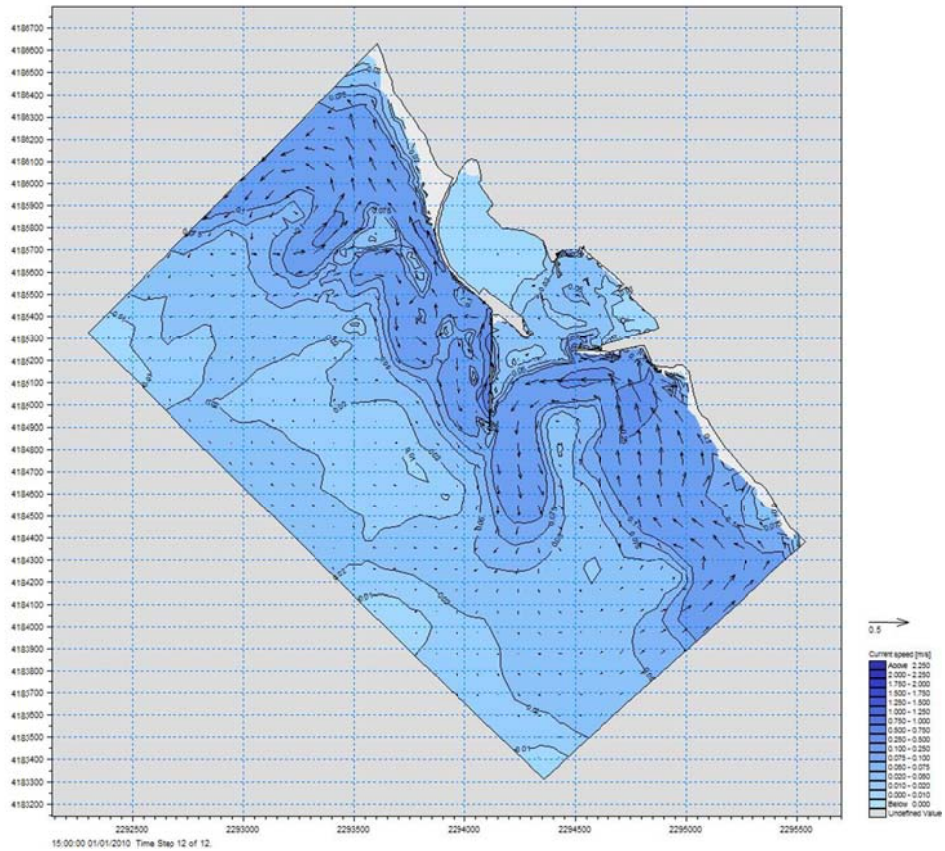 4186700
4186600
4186500
4186400
4186300
4186200
4186100
4186000
4185900
4185800
4185700
4185600
4185500
4185400
4185300
4185200
4185100
4185000
4184900
4184800
4184700
4184600
4184500
4184400
4184300
4184200
4184100
4184000
4183900
4183800
4183700
4183600
4183500
4183400
4183300
4183200
2292500 2293000 2293500 2294000 2294500 2295000 2295500
15:00:00 01/01/2010 Time Step 12 of 12.
0.5
Current speed [m/s]
Above 2.250
2.000 - 2.250
1.750 - 2.000
1.500 - 1.750
1.250 - 1.500
1.000 - 1.250
0.750 - 1.000
0.500 - 0.750
0.250 - 0.500
0.100 - 0.250
0.075 - 0.100
0.050 - 0.075
0.020 - 0.050
0.010 - 0.020
0.000 - 0.010
Below 0.000
Undefined Value